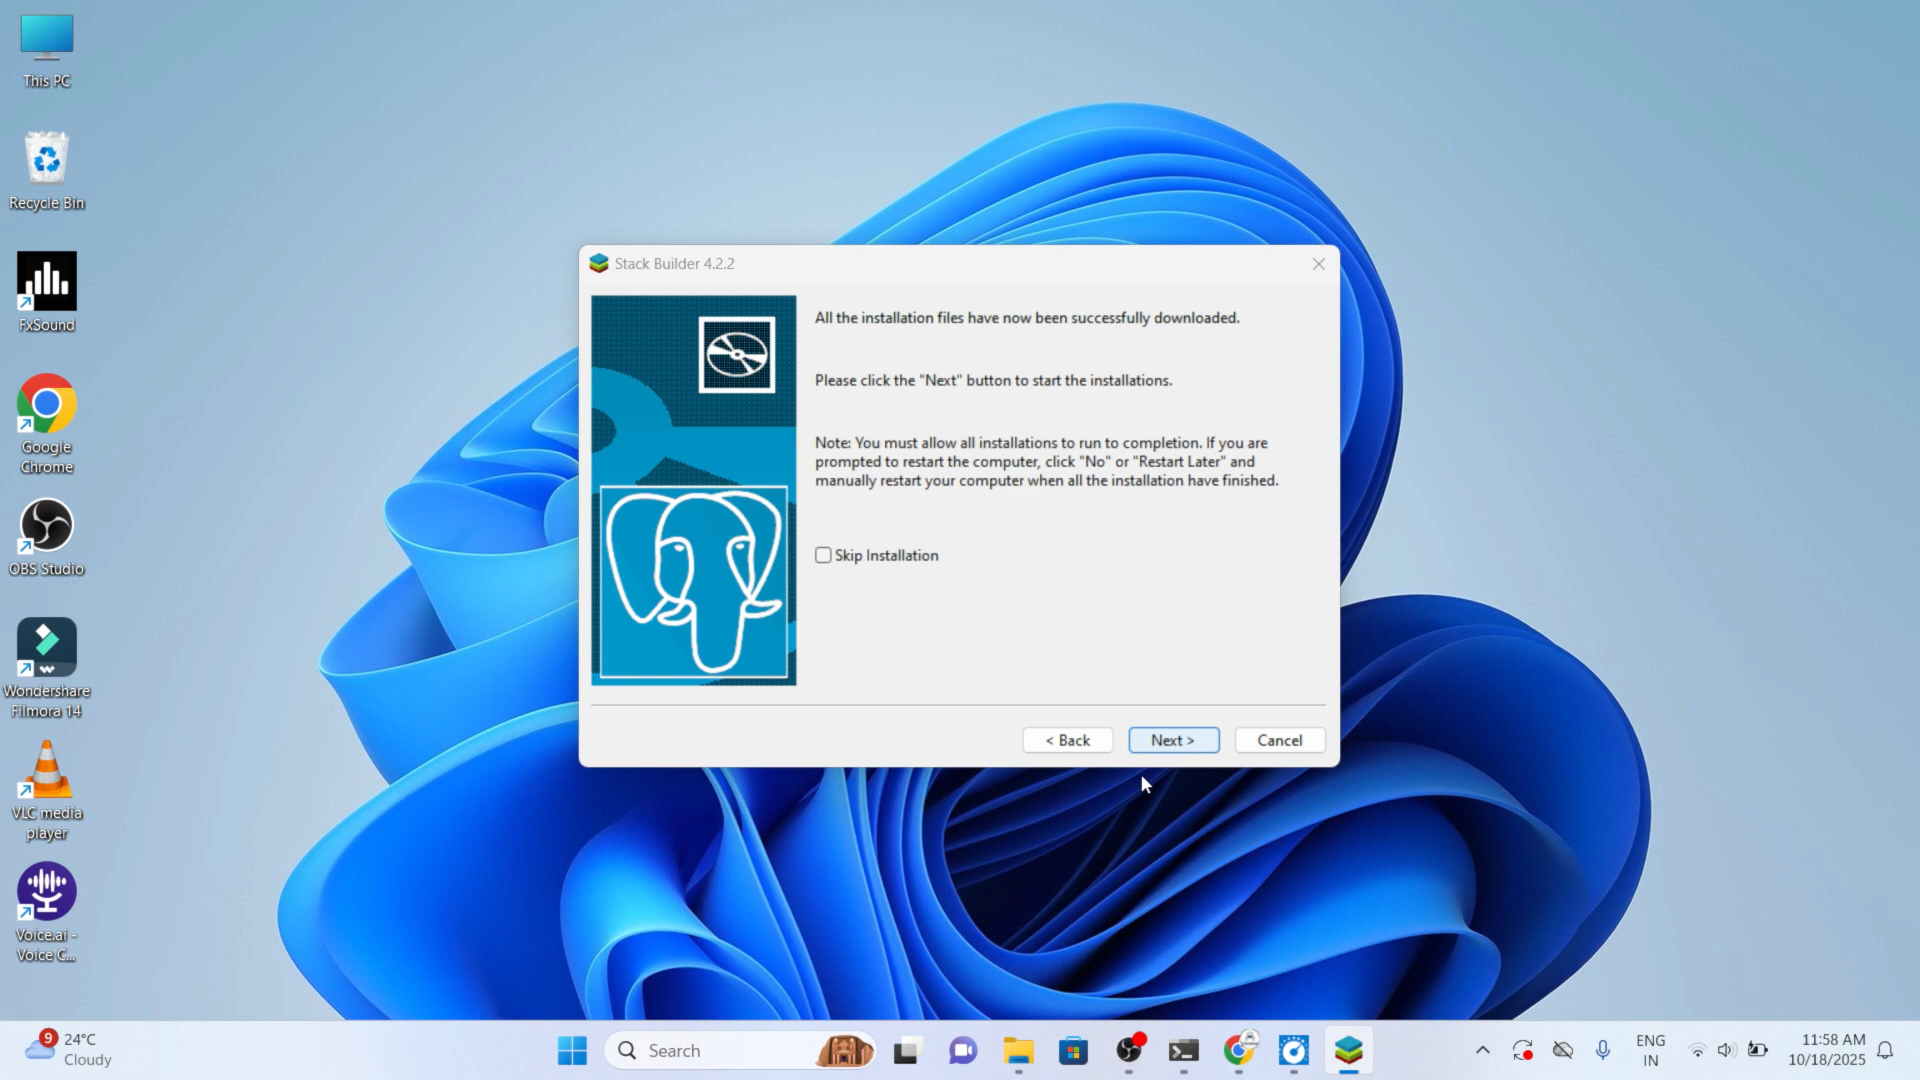 This PC
Recycle Bin
FxSound
Google
Chrome
OBS Studio
Wondershare
Filmora 14
VLC media
player
Voice.ai -
Voice C...
Stack Builder 4.2.2
All the installation files have now been successfully downloaded.
Please click the "Next" button to start the installations.
Note: You must allow all installations to run to completion. If you are
prompted to restart the computer, click "No" or "Restart Later" and
manually restart your computer when all the installation have finished.
Skip Installation
< Back
Next >
Cancel
9
24°C
Cloudy
Search
ENG
IN
11:58 AM
10/18/2025